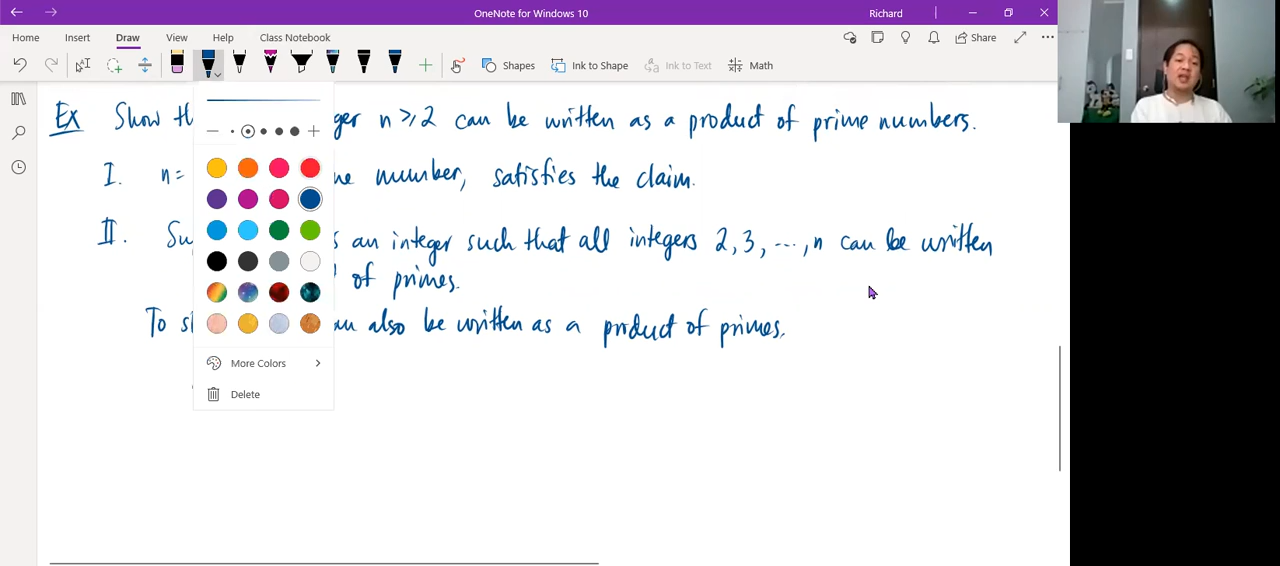 OneNote for Windows 10
Richard
Home Insert Draw View Help Class Notebook
Share
Shapes Ink to Shape Ink to Text Math
Ex Show th ger n ≥ 2 can be written as a product of prime numbers.
I. n = me number, satisfies the claim.
II. Su s an integer such that all integers 2, 3, ..., n can be written
of primes.
To s an also be written as a product of primes.
More Colors
Delete